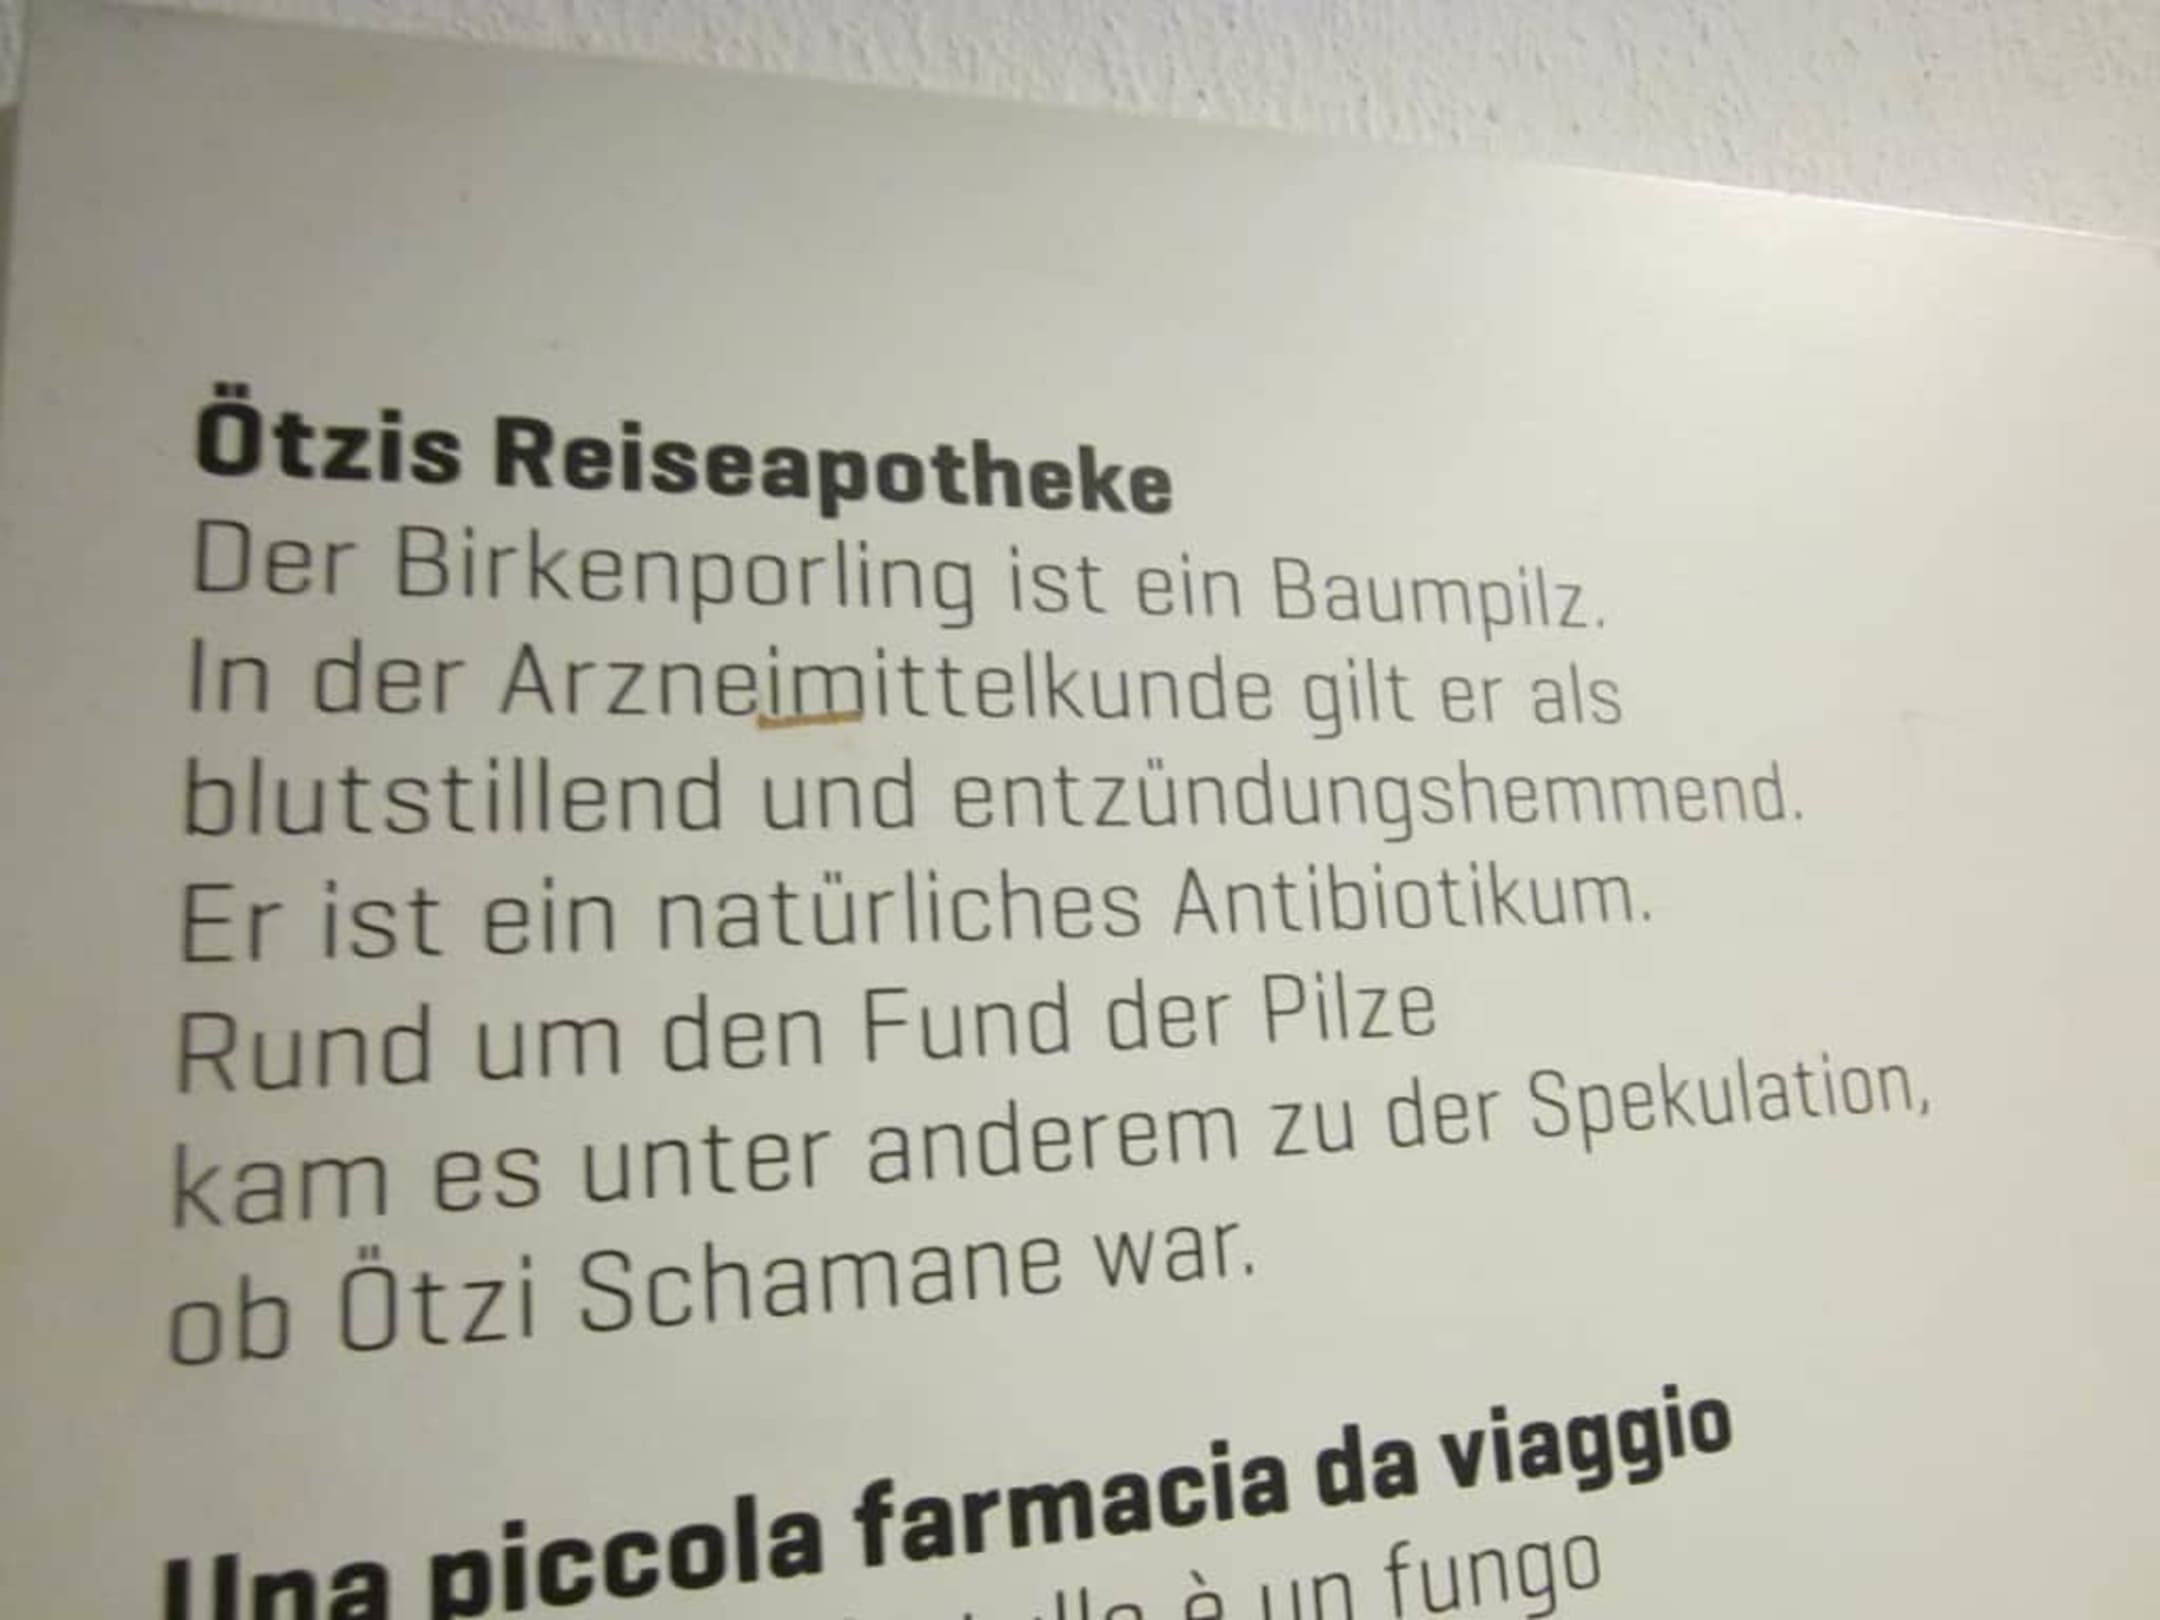 Ötzis Reiseapotheke
Der Birkenporling ist ein Baumpilz.
In der Arzneimittelkunde gilt er als
blutstillend und entzündungshemmend.
Er ist ein natürliches Antibiotikum.
Rund um den Fund der Pilze
kam es unter anderem zu der Spekulation,
ob Ötzi Schamane war.
Una piccola farmacia da viaggio
è un fungo